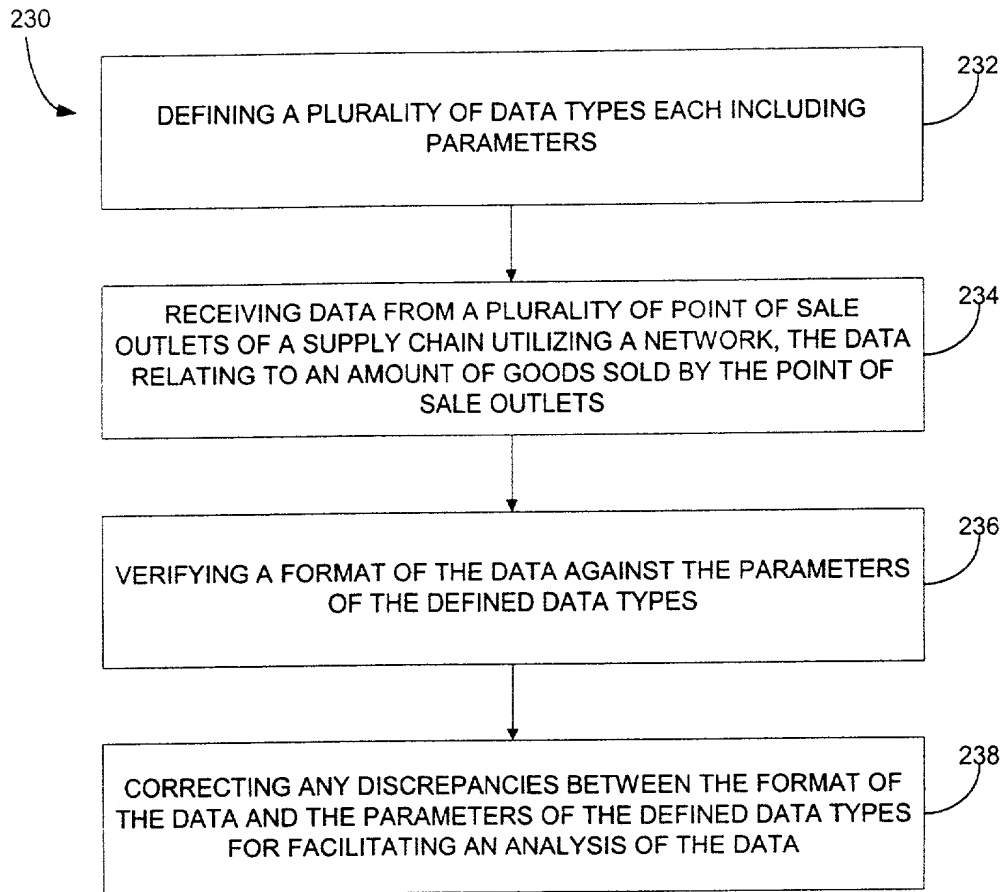 230
232
DEFINING A PLURALITY OF DATA TYPES EACH INCLUDING
PARAMETERS
234
RECEIVING DATA FROM A PLURALITY OF POINT OF SALE
OUTLETS OF A SUPPLY CHAIN UTILIZING A NETWORK, THE DATA
RELATING TO AN AMOUNT OF GOODS SOLD BY THE POINT OF
SALE OUTLETS
236
VERIFYING A FORMAT OF THE DATA AGAINST THE PARAMETERS
OF THE DEFINED DATA TYPES
238
CORRECTING ANY DISCREPANCIES BETWEEN THE FORMAT OF
THE DATA AND THE PARAMETERS OF THE DEFINED DATA TYPES
FOR FACILITATING AN ANALYSIS OF THE DATA